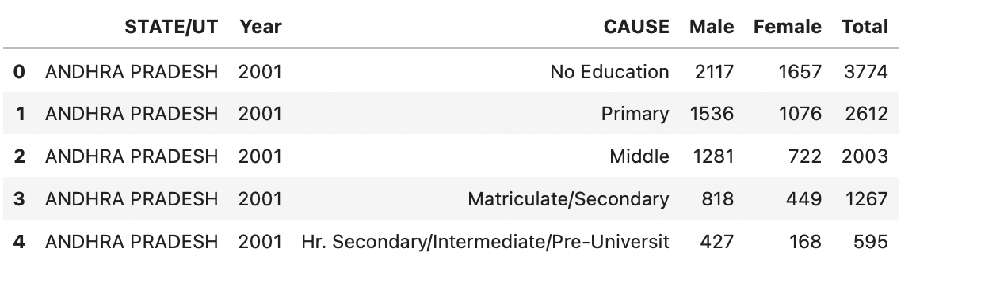 STATE/UT Year CAUSE Male Female Total
0 ANDHRA PRADESH 2001 No Education 2117 1657 3774
1 ANDHRA PRADESH 2001 Primary 1536 1076 2612
2 ANDHRA PRADESH 2001 Middle 1281 722 2003
3 ANDHRA PRADESH 2001 Matriculate/Secondary 818 449 1267
4 ANDHRA PRADESH 2001 Hr. Secondary/Intermediate/Pre-Universit 427 168 595